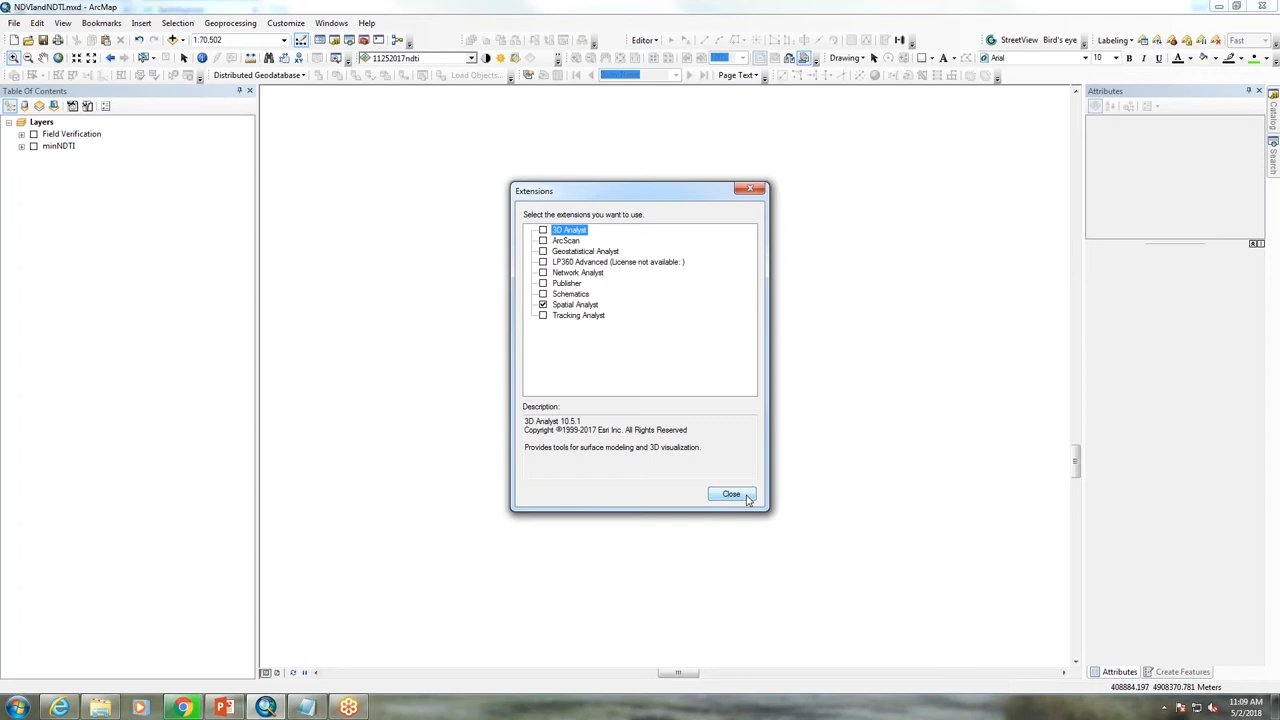 NDVIandNDTI.mxd - ArcMap
File Edit View Bookmarks Insert Selection Geoprocessing Customize Windows Help
1:70,502
Editor
StreetView Bird's eye
Labeling
Fast
11252017ndti
Drawing
Arial
10
B I U A
Distributed Geodatabase
Load Objects...
Page Text
Table Of Contents
Layers
Field Verification
minNDTI
Extensions
Select the extensions you want to use.
3D Analyst
ArcScan
Geostatistical Analyst
LP360 Advanced (License not available: )
Network Analyst
Publisher
Schematics
Spatial Analyst
Tracking Analyst
Description:
3D Analyst 10.5.1
Copyright ©1999-2017 Esri Inc. All Rights Reserved
Provides tools for surface modeling and 3D visualization.
Close
Attributes
Catalog
Search
Attributes Create Features
408884.197 4908370.781 Meters
11:09 AM
5/2/2018